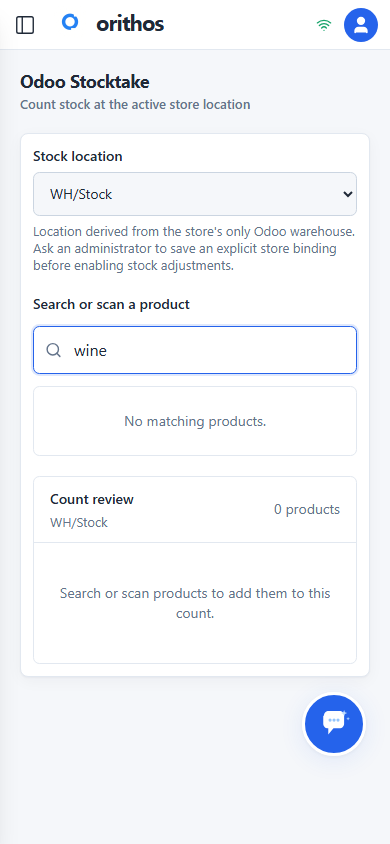 orithos
Odoo Stocktake
Count stock at the active store location
Stock location
WH/Stock
Location derived from the store's only Odoo warehouse.
Ask an administrator to save an explicit store binding
before enabling stock adjustments.
Search or scan a product
wine
No matching products.
Count review
0 products
WH/Stock
Search or scan products to add them to this
count.